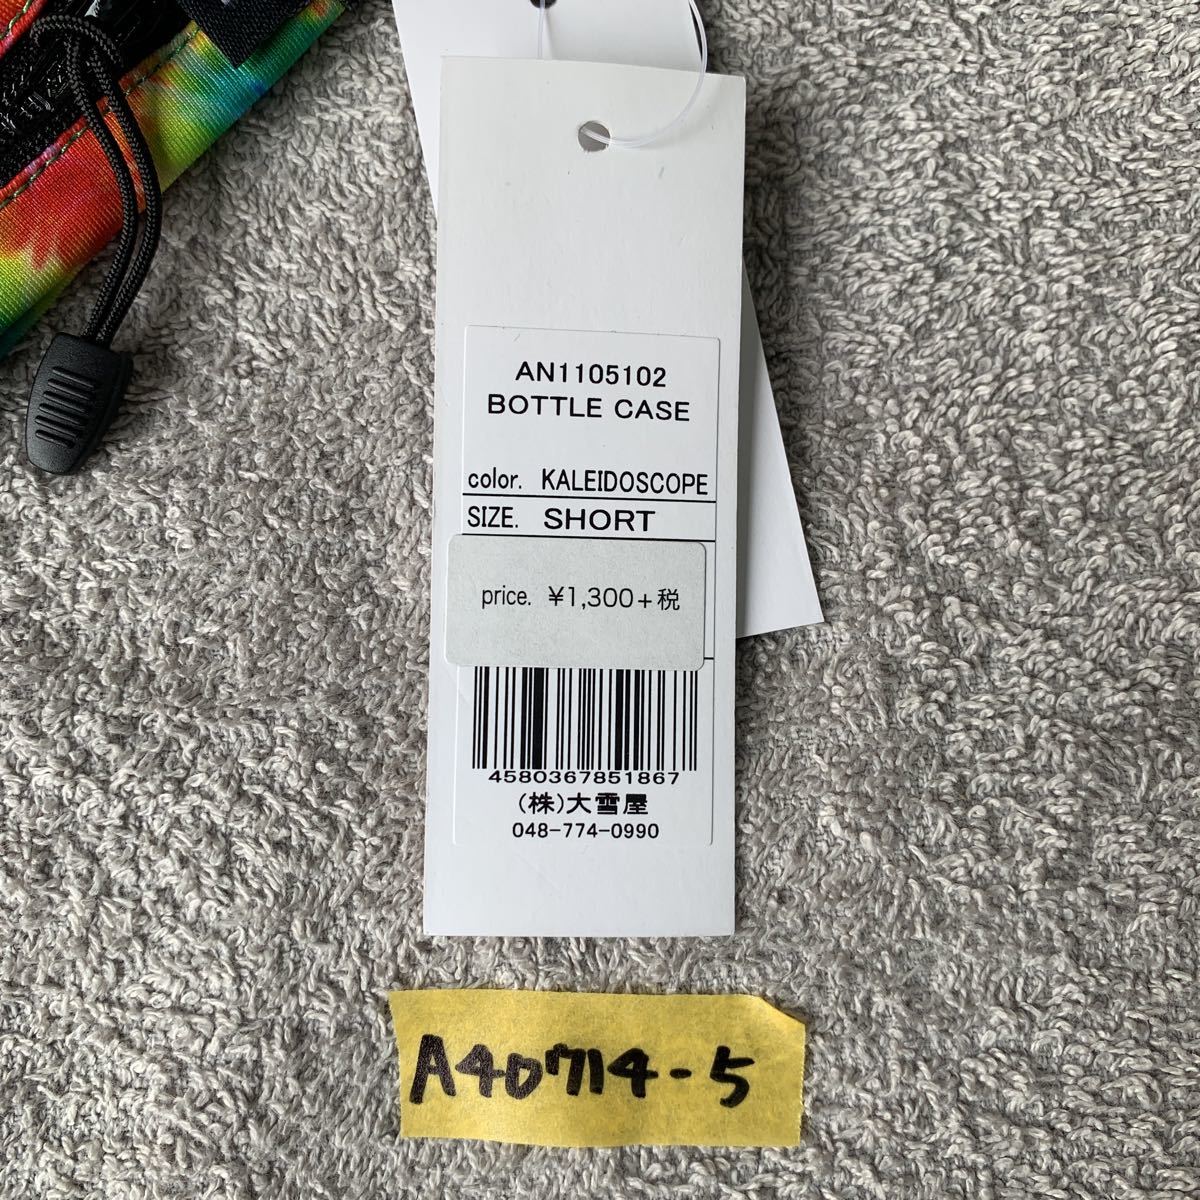 AN1105102
BOTTLE CASE
color. KALEIDOSCOPE
SIZE. SHORT
price. ¥1,300+税
4580367851867
(株)大雪屋
048-774-0990
A40714-5